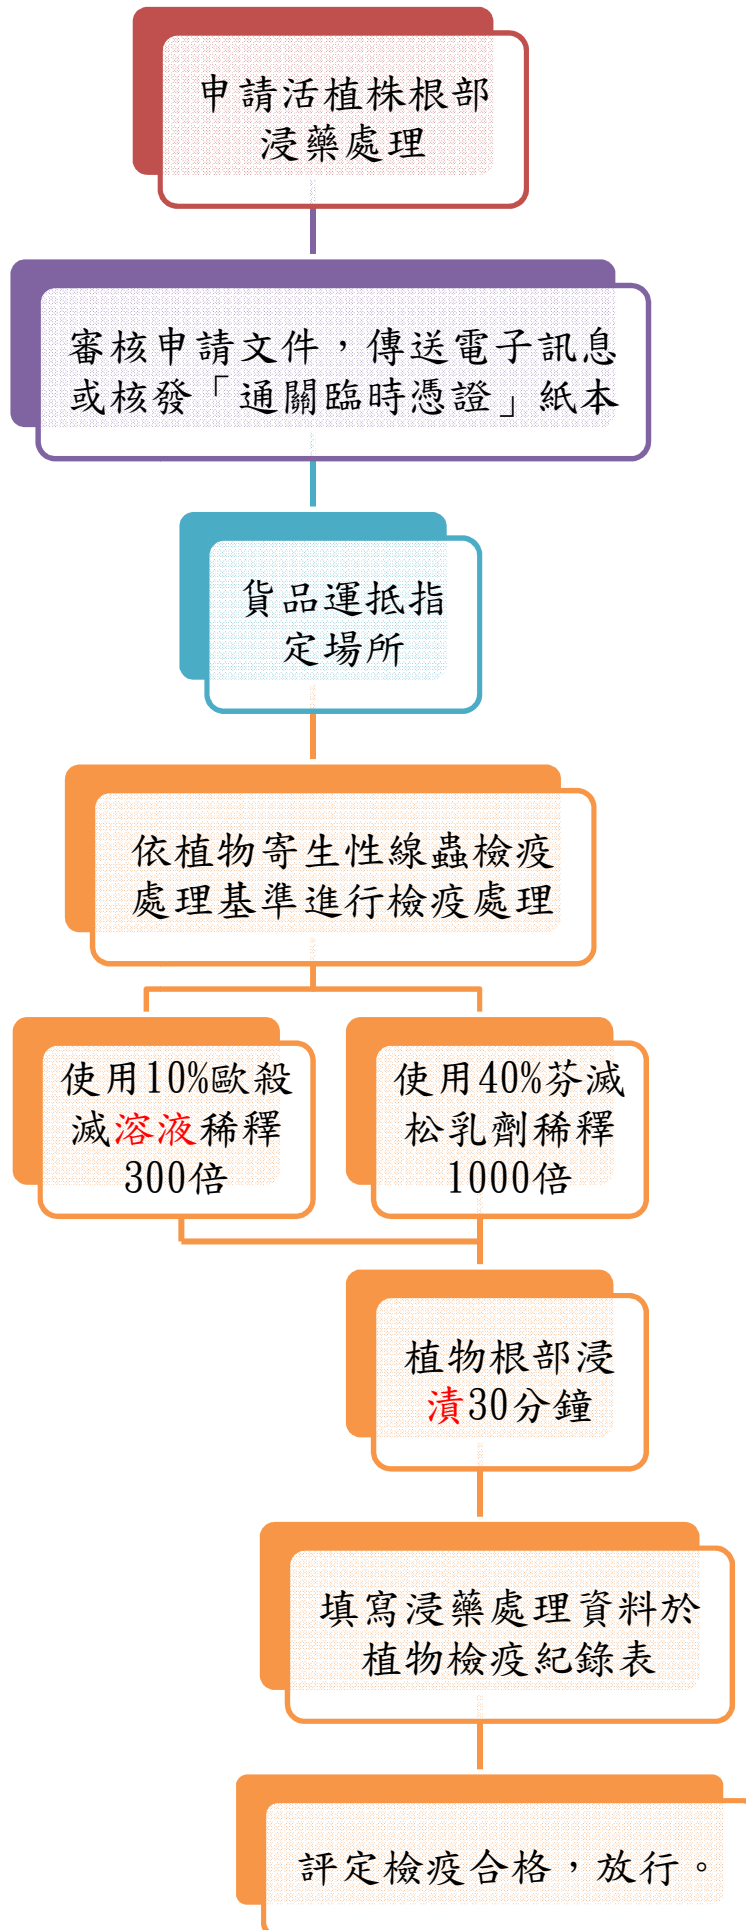 申請活植株根部
浸藥處理
審核申請文件，傳送電子訊息
或核發「通關臨時憑證」紙本
貨品運抵指
定場所
依植物寄生性線蟲檢疫
處理基準進行檢疫處理
使用10%歐殺
滅溶液稀釋
300倍
使用40%芬滅
松乳劑稀釋
1000倍
植物根部浸
漬30分鐘
填寫浸藥處理資料於
植物檢疫紀錄表
評定檢疫合格，放行。